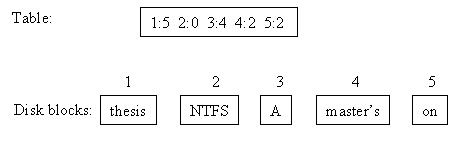 Table: 1:5 2:0 3:4 4:2 5:2
1 2 3 4 5
Disk blocks: thesis NTFS A master's on